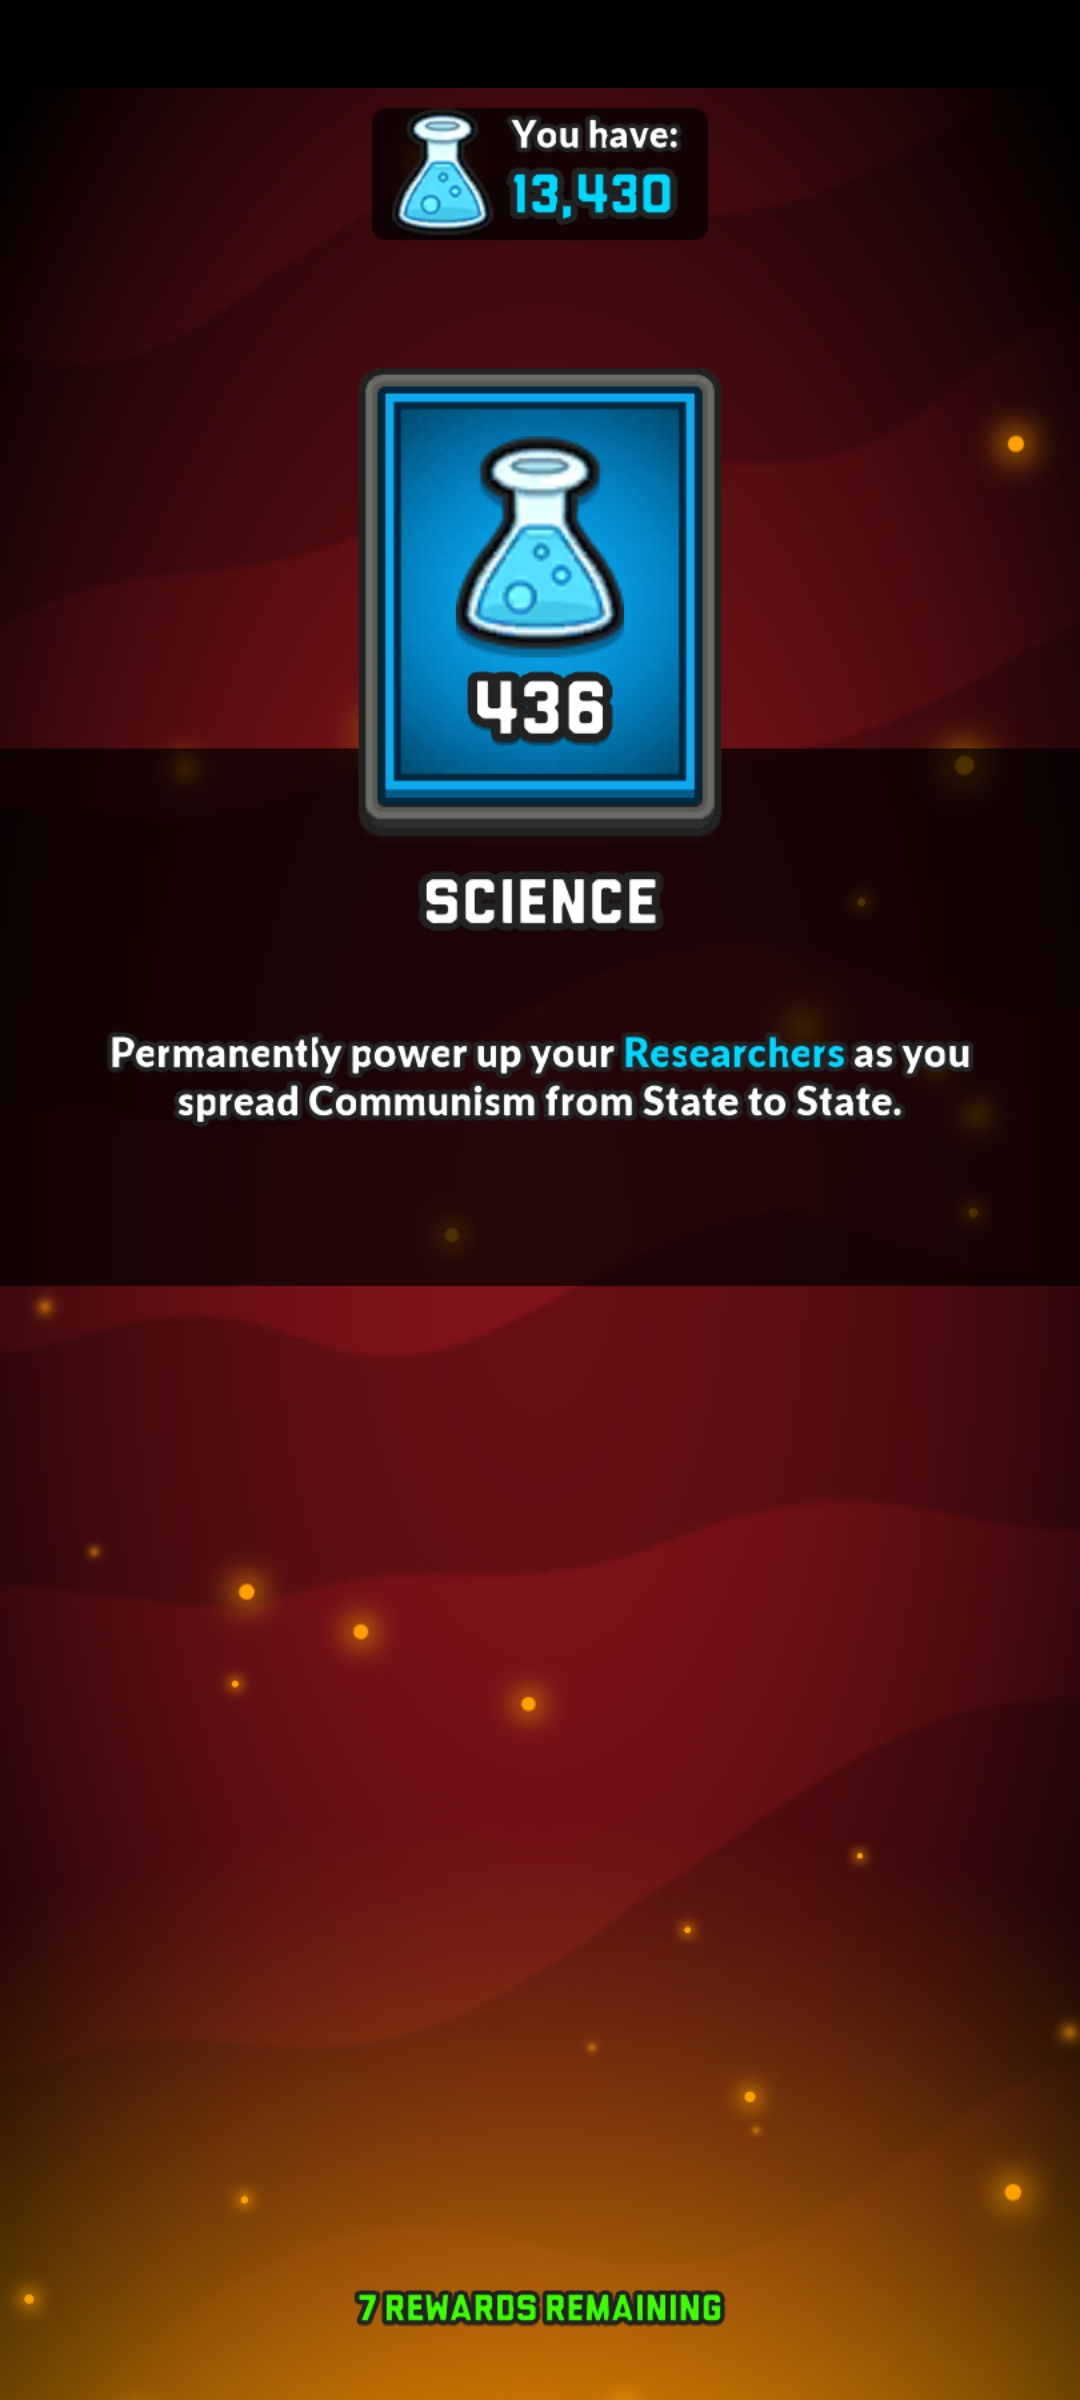 You have:
13,430
436
SCIENCE
Permanently power up your Researchers as you
spread Communism from State to State.
7 REWARDS REMAINING